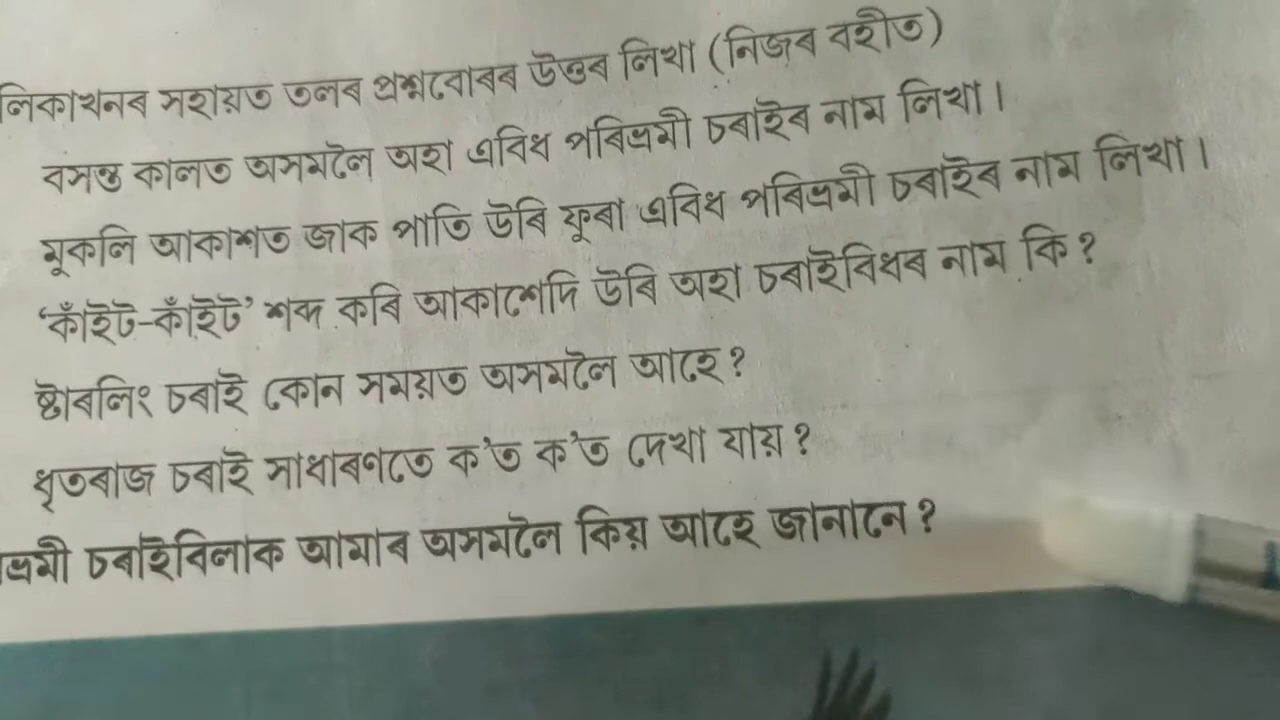 লিকাখনৰ সহায়ত তলৰ প্ৰশ্নবোৰৰ উত্তৰ লিখা (নিজৰ বহীত)
বসন্ত কালত অসমলৈ অহা এবিধ পৰিভ্ৰমী চৰাইৰ নাম লিখা।
মুকলি আকাশত জাক পাতি উৰি ফুৰা এবিধ পৰিভ্ৰমী চৰাইৰ নাম লিখা।
‘কাঁইট-কাঁইট’ শব্দ কৰি আকাশেদি উৰি অহা চৰাইবিধৰ নাম কি?
ষ্টাৰলিং চৰাই কোন সময়ত অসমলৈ আহে?
ধৃতৰাজ চৰাই সাধাৰণতে ক’ত ক’ত দেখা যায়?
ভ্ৰমী চৰাইবিলাক আমাৰ অসমলৈ কিয় আহে জানানে?